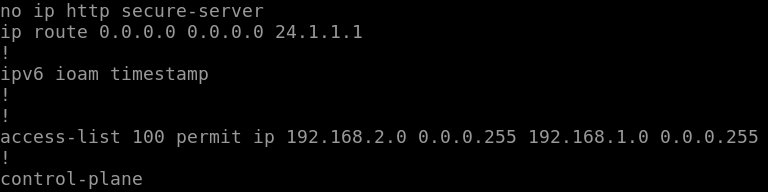 no ip http secure-server
ip route 0.0.0.0 0.0.0.0 24.1.1.1
!
ipv6 ioam timestamp
!
!
access-list 100 permit ip 192.168.2.0 0.0.0.255 192.168.1.0 0.0.0.255
!
control-plane